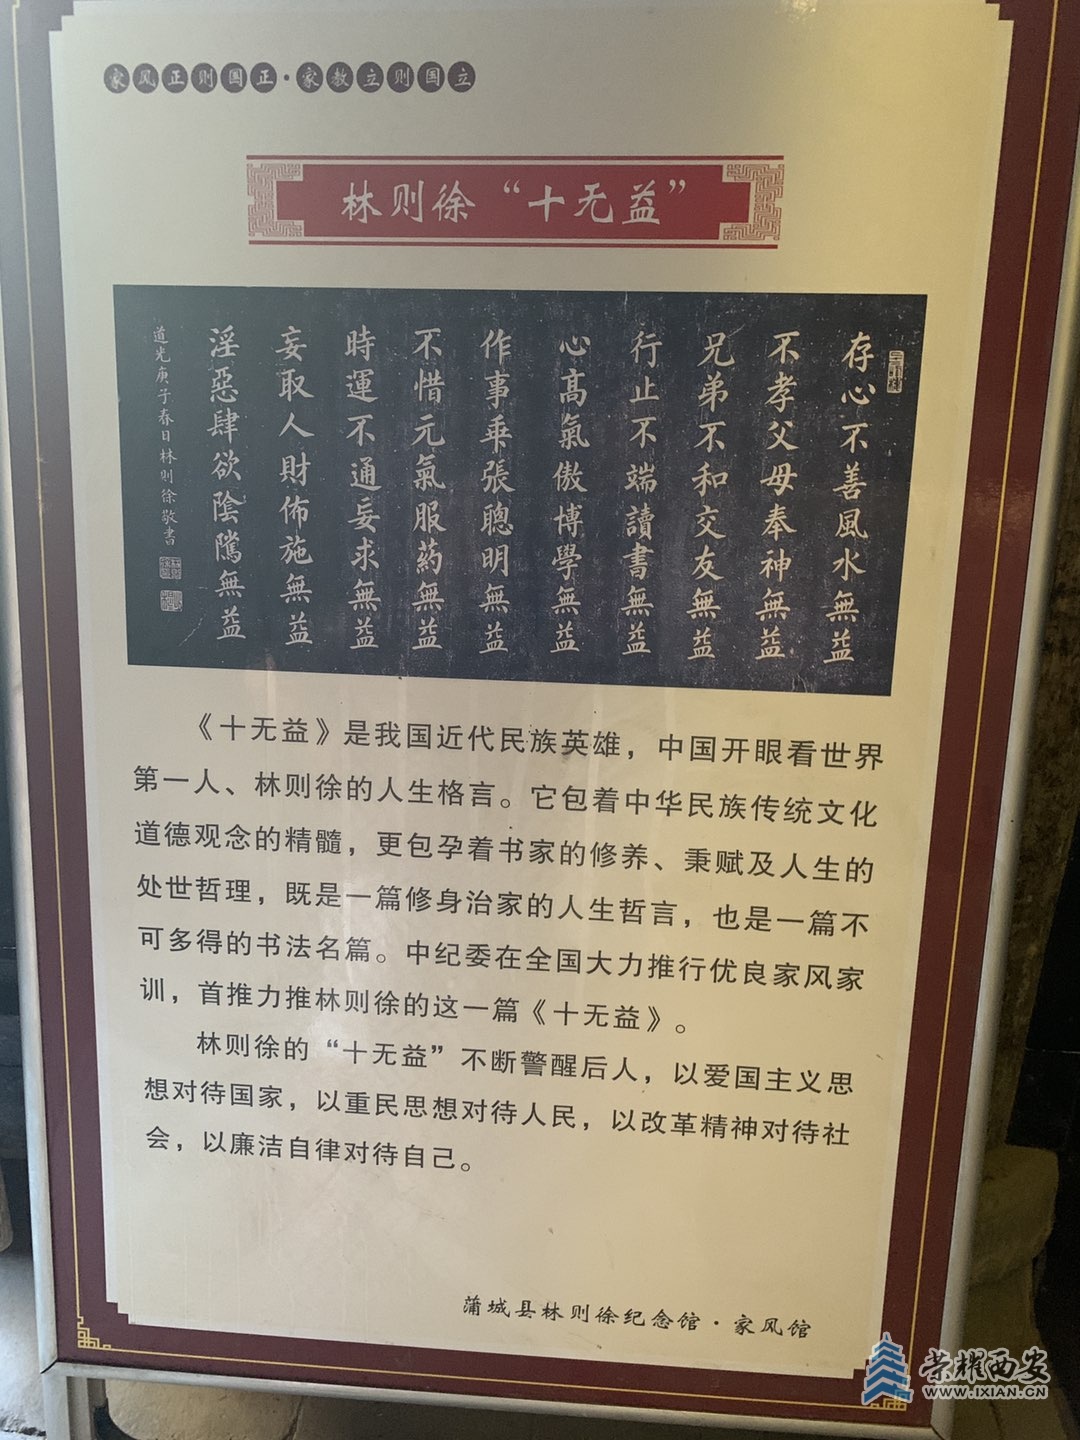 家风正则国正·家教立则国立
林则徐“十无益”
存心不善風水無益
不孝父母奉神無益
兄弟不和交友無益
行止不端讀書無益
心高氣傲博學無益
作事乖張聰明無益
不惜元氣服药無益
時運不通妄求無益
妄取人財佈施無益
淫惡肆欲陰騭無益
道光庚子春日林則徐敬書
《十无益》是我国近代民族英雄，中国开眼看世界
第一人、林则徐的人生格言。它包着中华民族传统文化
道德观念的精髓，更包孕着书家的修养、秉赋及人生的
处世哲理，既是一篇修身治家的人生哲言，也是一篇不
可多得的书法名篇。中纪委在全国大力推行优良家风家
训，首推力推林则徐的这一篇《十无益》。
林则徐的“十无益”不断警醒后人，以爱国主义思
想对待国家，以重民思想对待人民，以改革精神对待社
会，以廉洁自律对待自己。
蒲城县林则徐纪念馆·家风馆
荣耀西安
WWW.IXIAN.CN